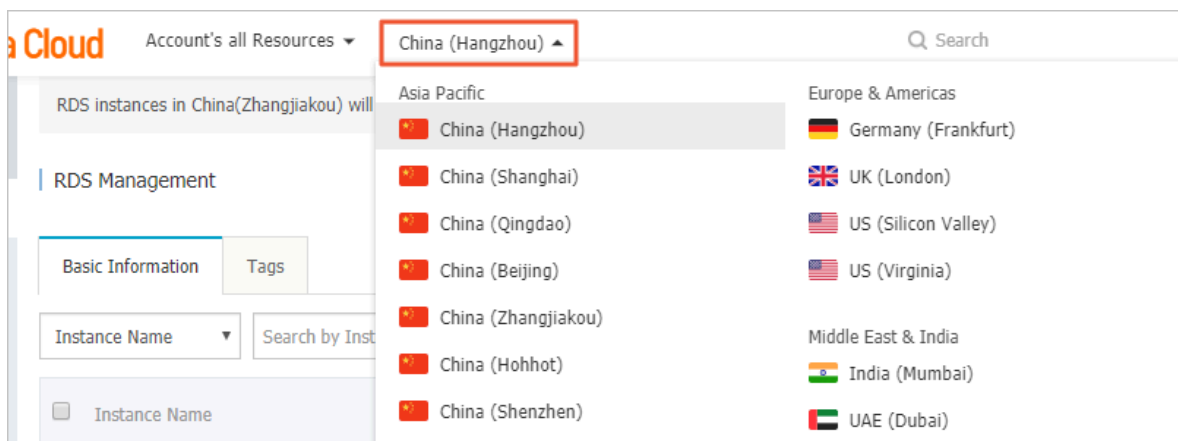 a Cloud
Account's all Resources
China (Hangzhou)
Search
RDS instances in China(Zhangjiakou) will
RDS Management
Basic Information
Tags
Instance Name
Search by Inst
Instance Name
Asia Pacific
China (Hangzhou)
China (Shanghai)
China (Qingdao)
China (Beijing)
China (Zhangjiakou)
China (Hohhot)
China (Shenzhen)
Europe & Americas
Germany (Frankfurt)
UK (London)
US (Silicon Valley)
US (Virginia)
Middle East & India
India (Mumbai)
UAE (Dubai)